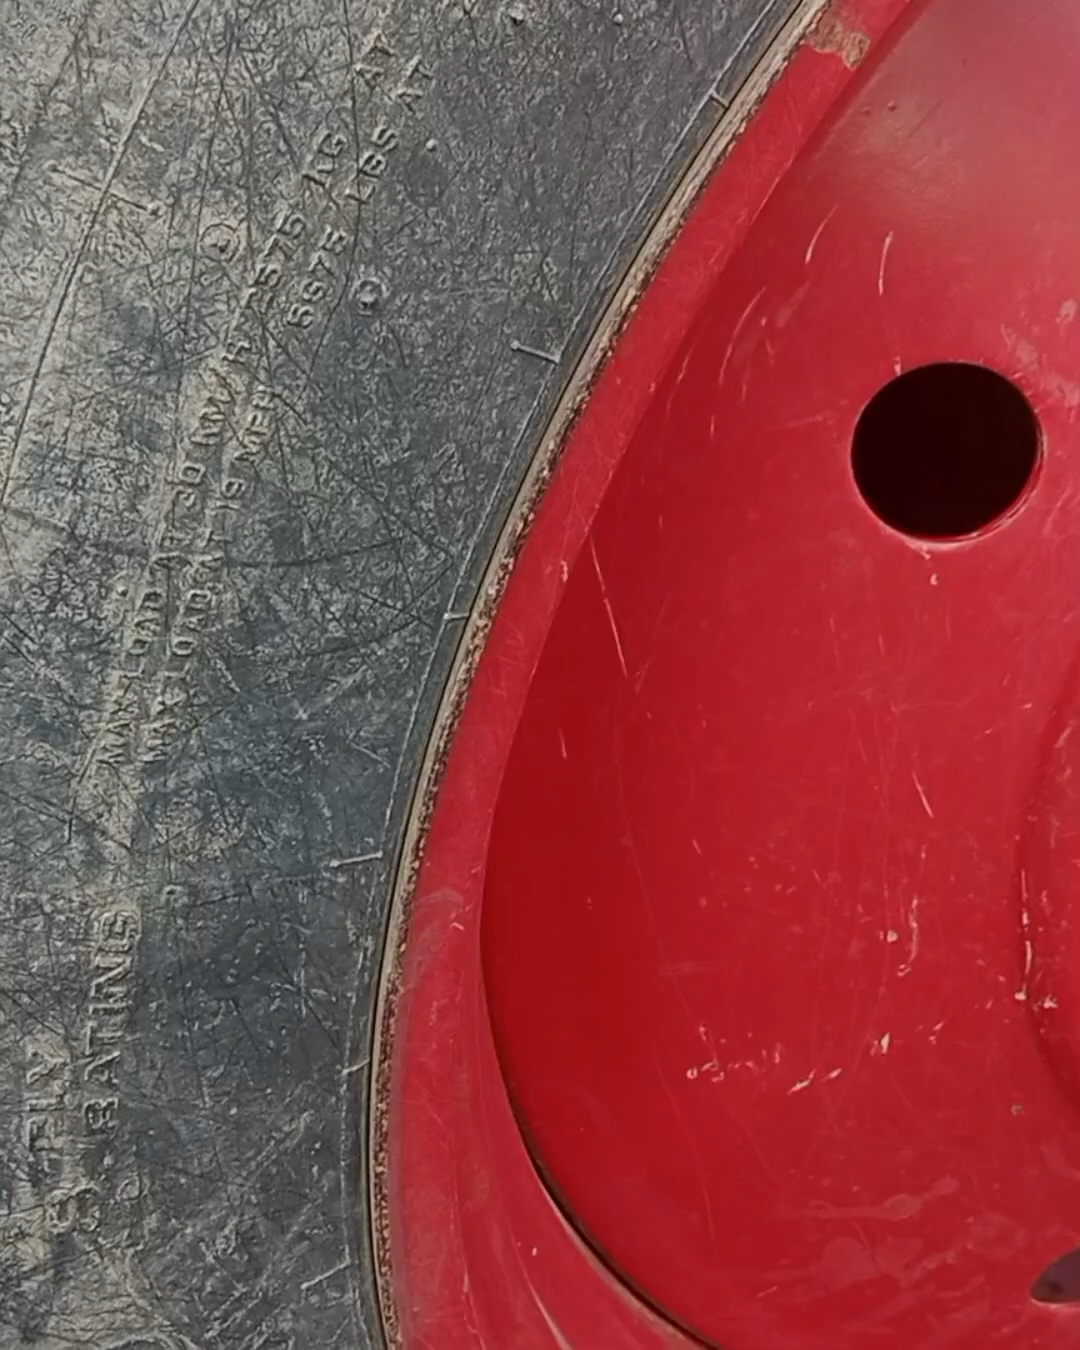 MAX LOAD AT 30 KM/H 2575 KG AT
MAX LOAD AT 19 MPH 5675 LBS AT
8 PLY
RATING